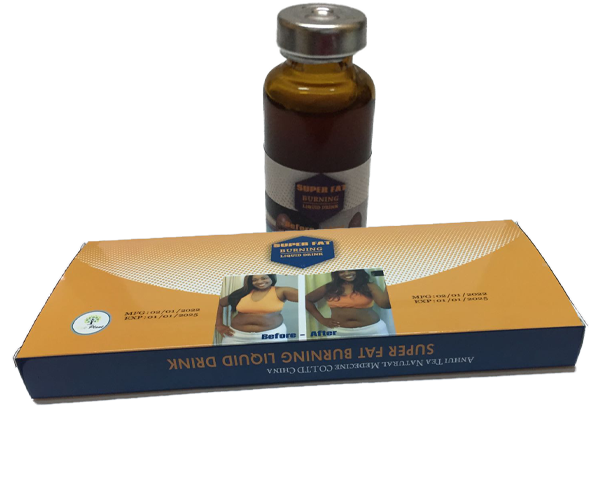 SUPER FAT
BURNING
LIQUID DRINK
Before
SUPER FAT
BURNING
LIQUID DRINK
MFG:02/01/2022
EXP:01/01/2025
MFG:02/01/2022
EXP:01/01/2025
Before - After
SUPER FAT BURNING LIQUID DRINK
ANHUI TEA NATURAL MEDECINE CO.LTD CHINA